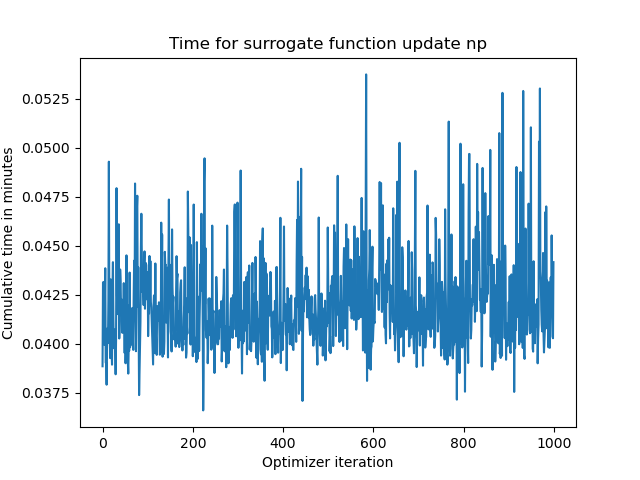 Time for surrogate function update np
Cumulative time in minutes
0.0525
0.0500
0.0475
0.0450
0.0425
0.0400
0.0375
0 200 400 600 800 1000
Optimizer iteration